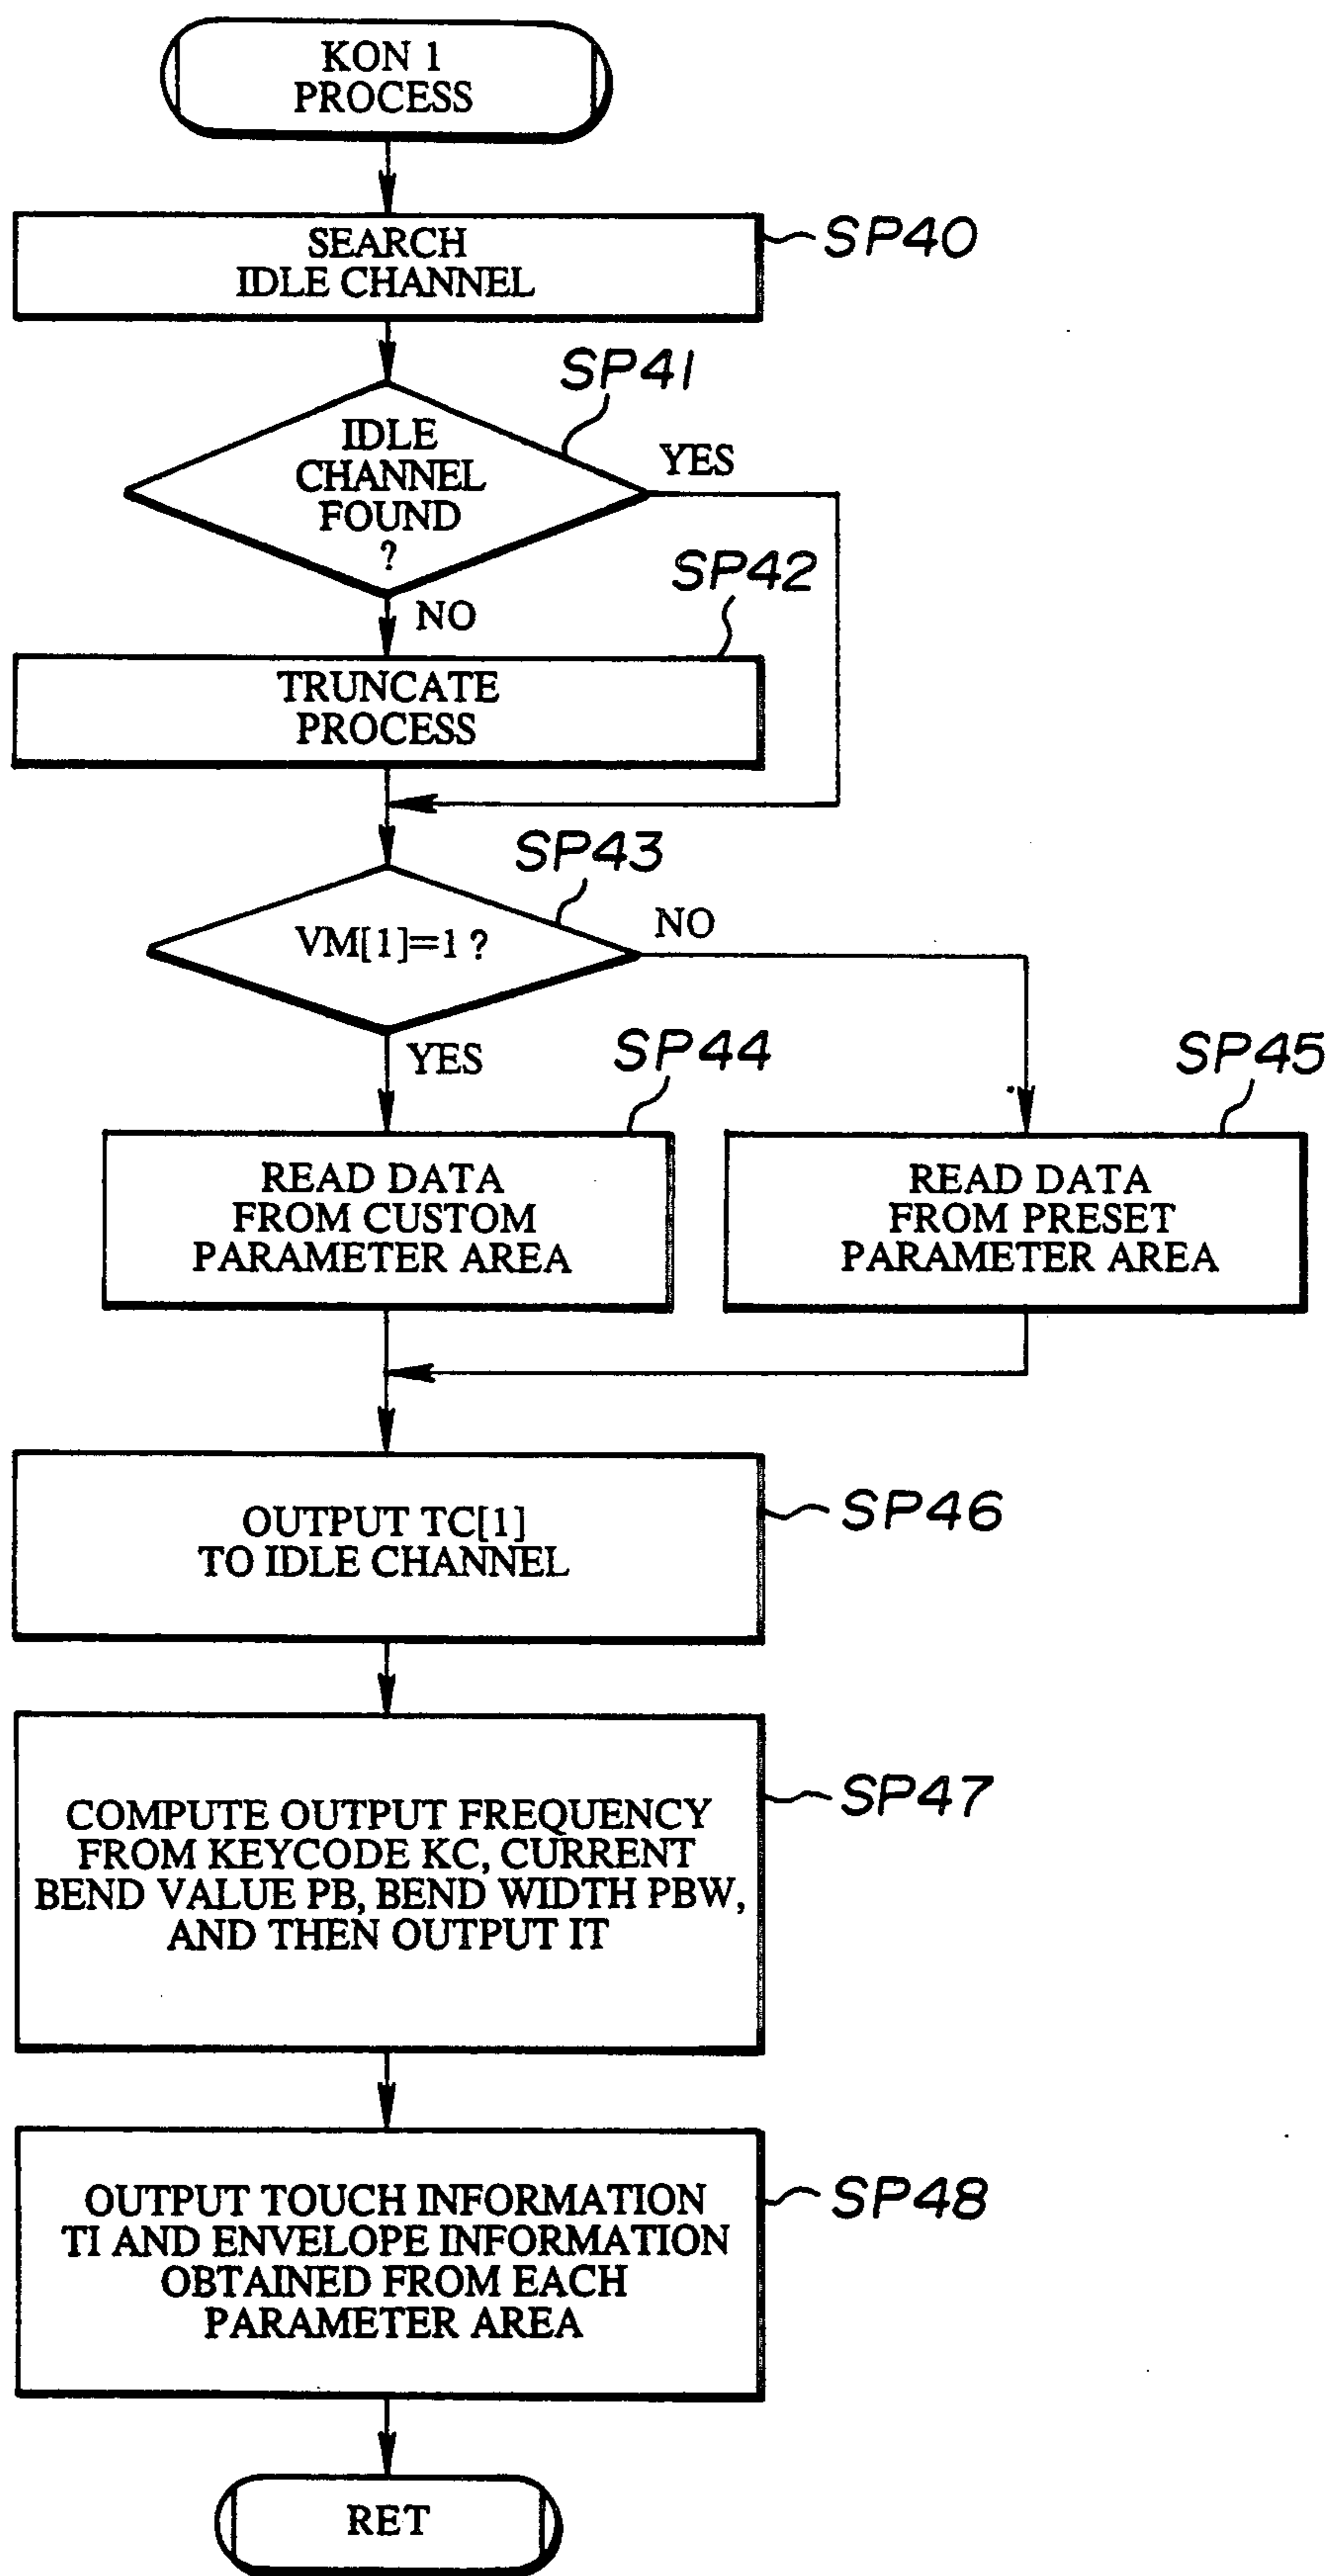 KON 1
PROCESS
SEARCH
IDLE CHANNEL
SP40
SP41
IDLE
CHANNEL
FOUND
?
YES
NO
SP42
TRUNCATE
PROCESS
SP43
VM[1]=1 ?
NO
YES
SP44
SP45
READ DATA
FROM CUSTOM
PARAMETER AREA
READ DATA
FROM PRESET
PARAMETER AREA
OUTPUT TC[1]
TO IDLE CHANNEL
SP46
COMPUTE OUTPUT FREQUENCY
FROM KEYCODE KC, CURRENT
BEND VALUE PB, BEND WIDTH PBW,
AND THEN OUTPUT IT
SP47
OUTPUT TOUCH INFORMATION
TI AND ENVELOPE INFORMATION
OBTAINED FROM EACH
PARAMETER AREA
SP48
RET